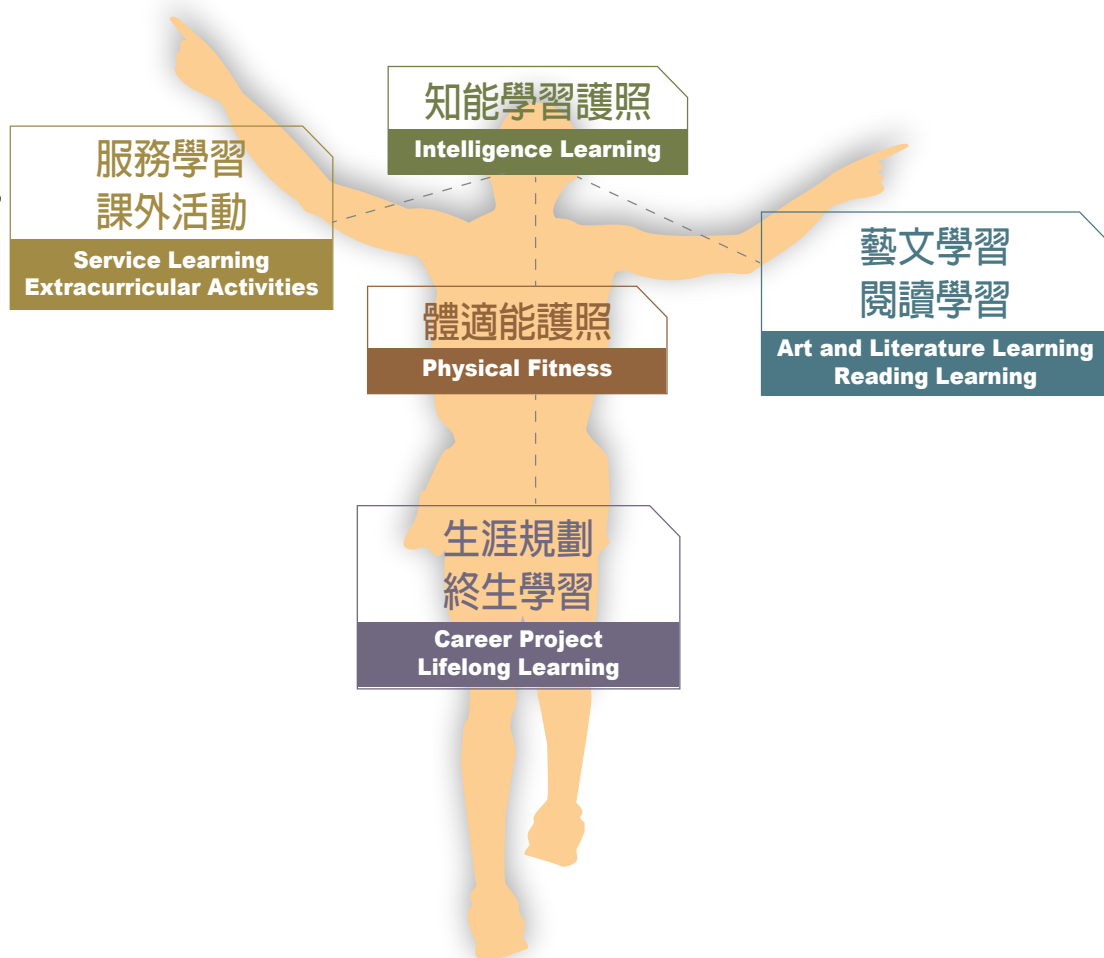 知能學習護照
Intelligence Learning
服務學習
課外活動
Service Learning
Extracurricular Activities
藝文學習
閱讀學習
Art and Literature Learning
Reading Learning
體適能護照
Physical Fitness
生涯規劃
終生學習
Career Project
Lifelong Learning